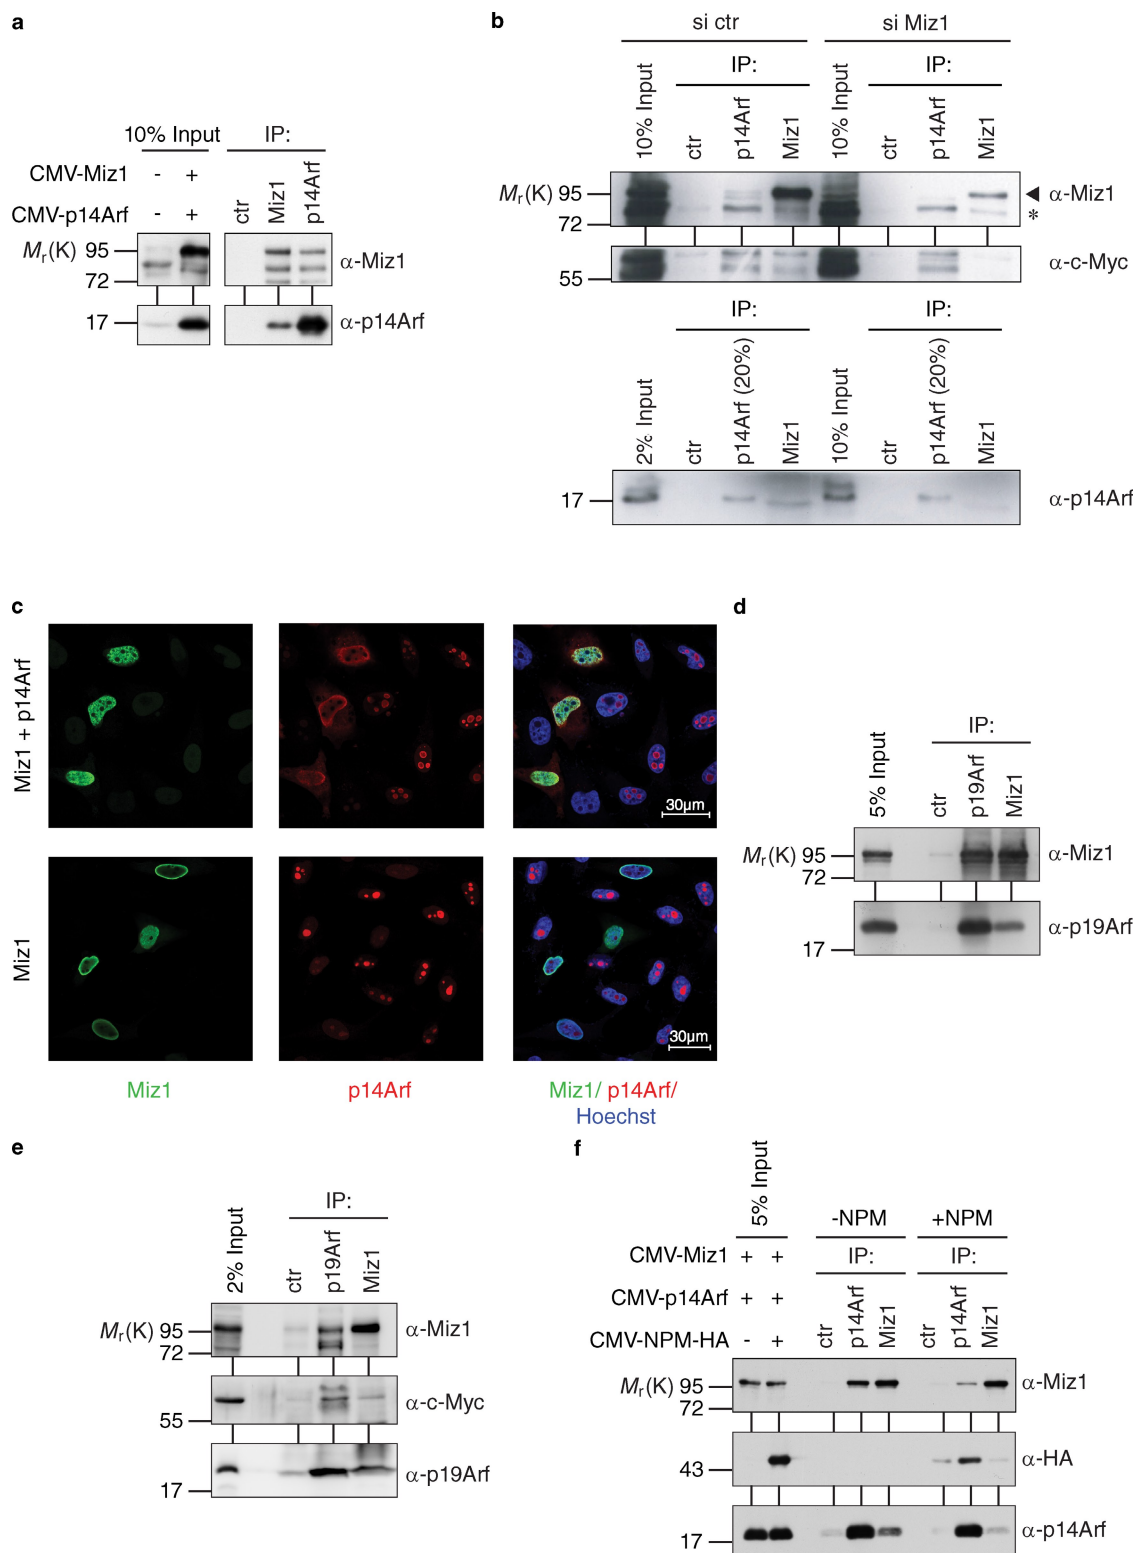 a
10% Input IP:
CMV-Miz1 - +
CMV-p14Arf - + ctr Miz1 p14Arf
Mr(K) 95 α-Miz1
72
17 α-p14Arf
b
si ctr si Miz1
IP: IP:
10% Input ctr p14Arf Miz1 10% Input ctr p14Arf Miz1
Mr(K) 95 ◄ α-Miz1
72 *
55 α-c-Myc
IP: IP:
2% Input ctr p14Arf (20%) Miz1 10% Input ctr p14Arf (20%) Miz1
17 α-p14Arf
c
Miz1 + p14Arf
30µm
Miz1
30µm
Miz1 p14Arf Miz1/ p14Arf/
Hoechst
d
IP:
5% Input ctr p19Arf Miz1
Mr(K) 95 α-Miz1
72
α-p19Arf
17
e
IP:
2% Input ctr p19Arf Miz1
Mr(K) 95 α-Miz1
72
α-c-Myc
55
α-p19Arf
17
f
5% Input -NPM +NPM
CMV-Miz1 + + IP: IP:
CMV-p14Arf + +
CMV-NPM-HA - + ctr p14Arf Miz1 ctr p14Arf Miz1
Mr(K) 95 α-Miz1
72
α-HA
43
α-p14Arf
17